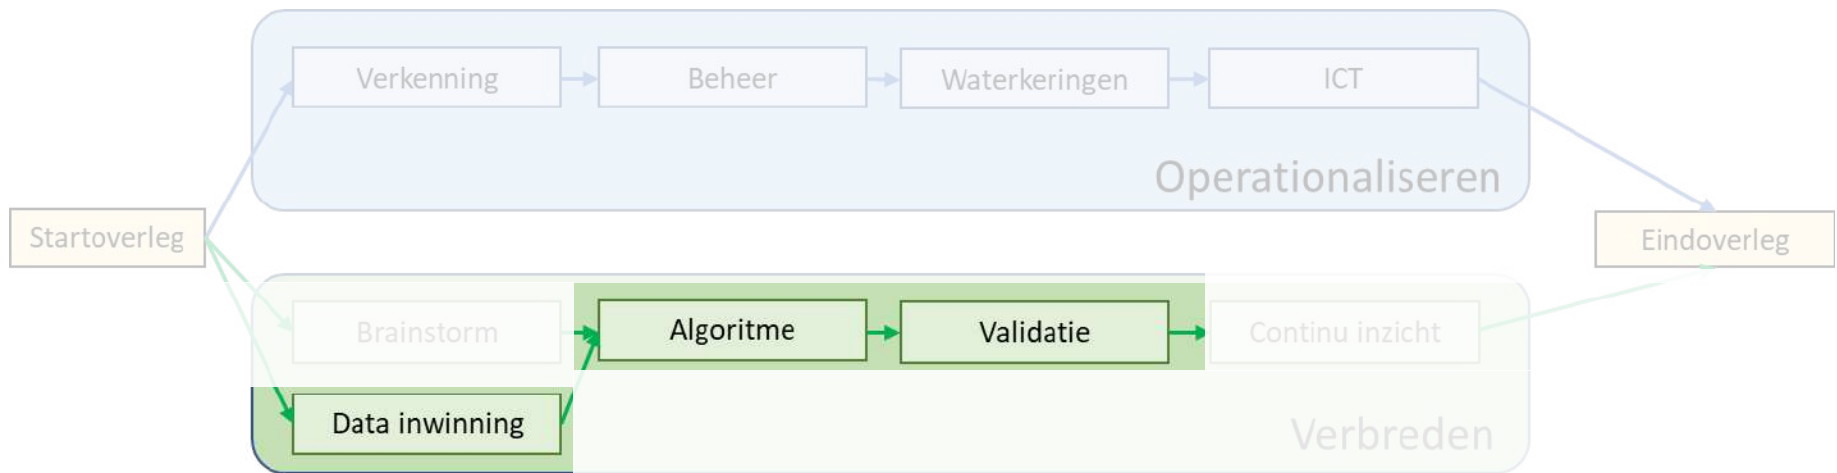 Verkenning
Beheer
Waterkeringen
ICT
Operationaliseren
Startoverleg
Eindoverleg
Brainstorm
Algoritme
Validatie
Continu inzicht
Data inwinning
Verbreden